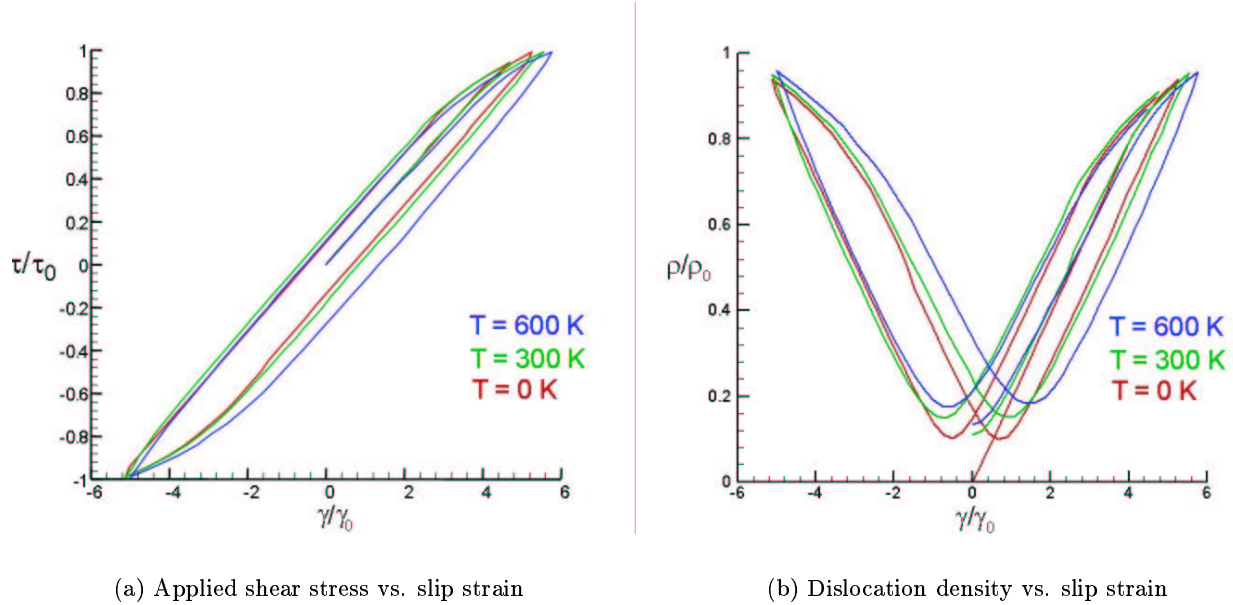 1
0.8
0.6
0.4
0.2
0
-0.2
-0.4
-0.6
-0.8
-1
τ/τ0
-6
-4
-2
0
2
4
6
γ/γ0
T = 600 K
T = 300 K
T = 0 K
(a) Applied shear stress vs. slip strain
1
0.8
0.6
0.4
0.2
0
ρ/ρ0
-6
-4
-2
0
2
4
6
γ/γ0
T = 600 K
T = 300 K
T = 0 K
(b) Dislocation density vs. slip strain